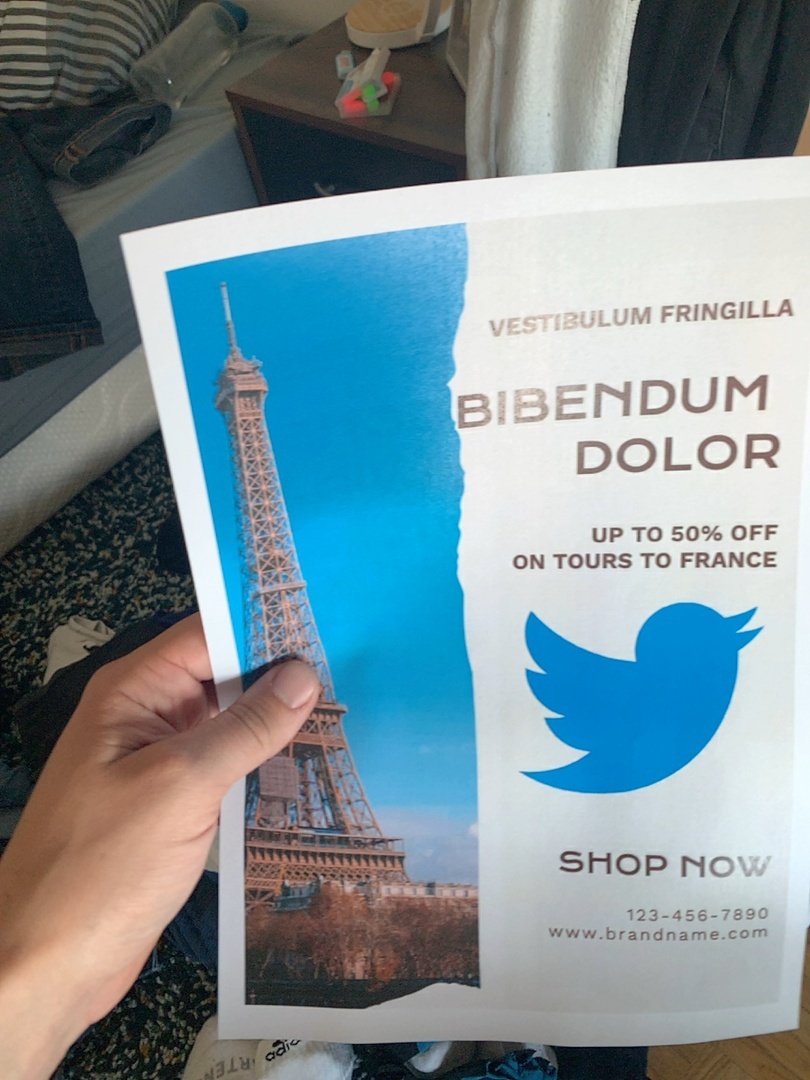 VESTIBULUM FRINGILLA
BIBENDUM
DOLOR
UP TO 50% OFF
ON TOURS TO FRANCE
SHOP NOW
123-456-7890
www.brandname.com